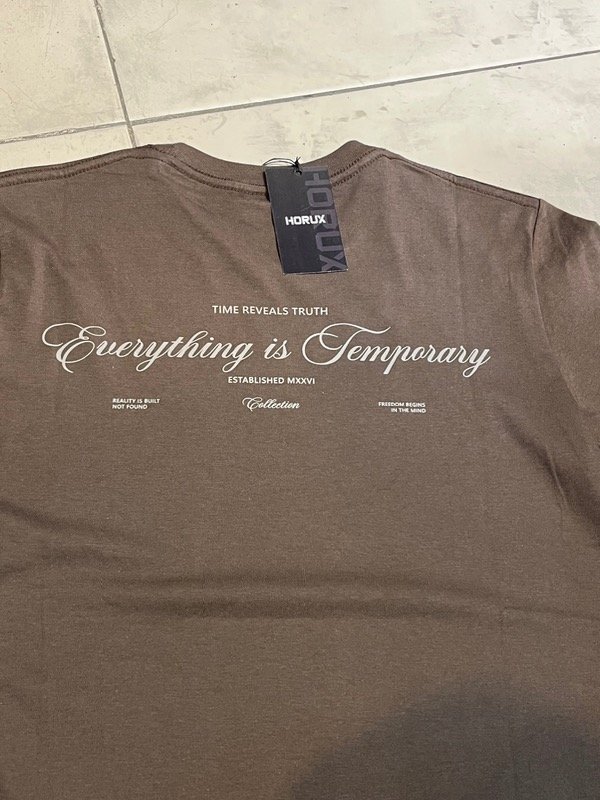 HORUX
HORUX
TIME REVEALS TRUTH
Everything is Temporary
ESTABLISHED MXXVI
REALITY IS BUILT
NOT FOUND
Collection
FREEDOM BEGINS
IN THE MIND